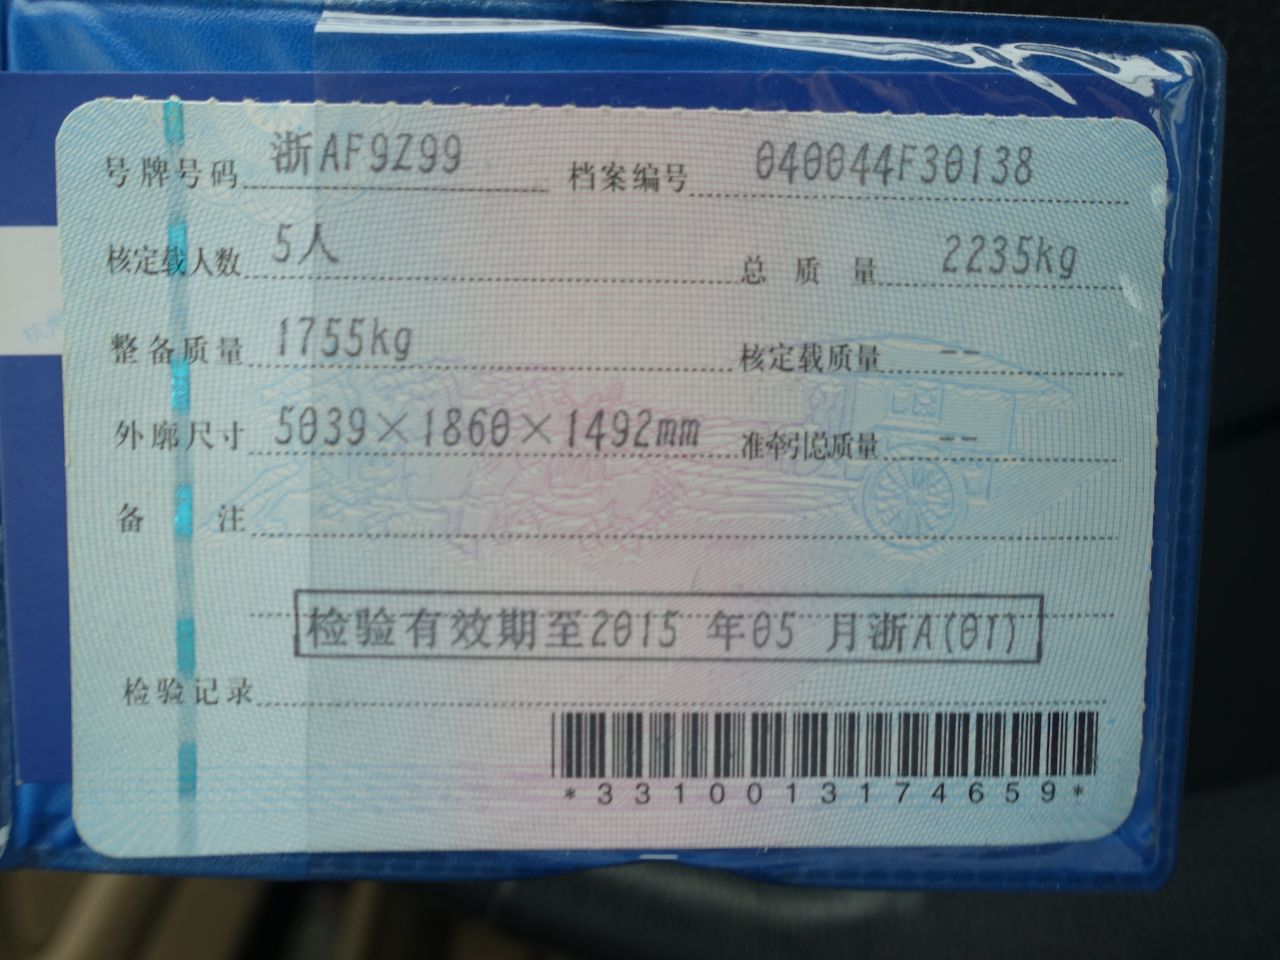 号牌号码 浙AF9Z99 档案编号 040044F30138
核定载人数 5人 总质量 2235kg
整备质量 1755kg 核定载质量 --
外廓尺寸 5039×1860×1492mm 准牵引总质量 --
备注
检验有效期至2015 年05 月浙A(01)
检验记录
*3310013174659*